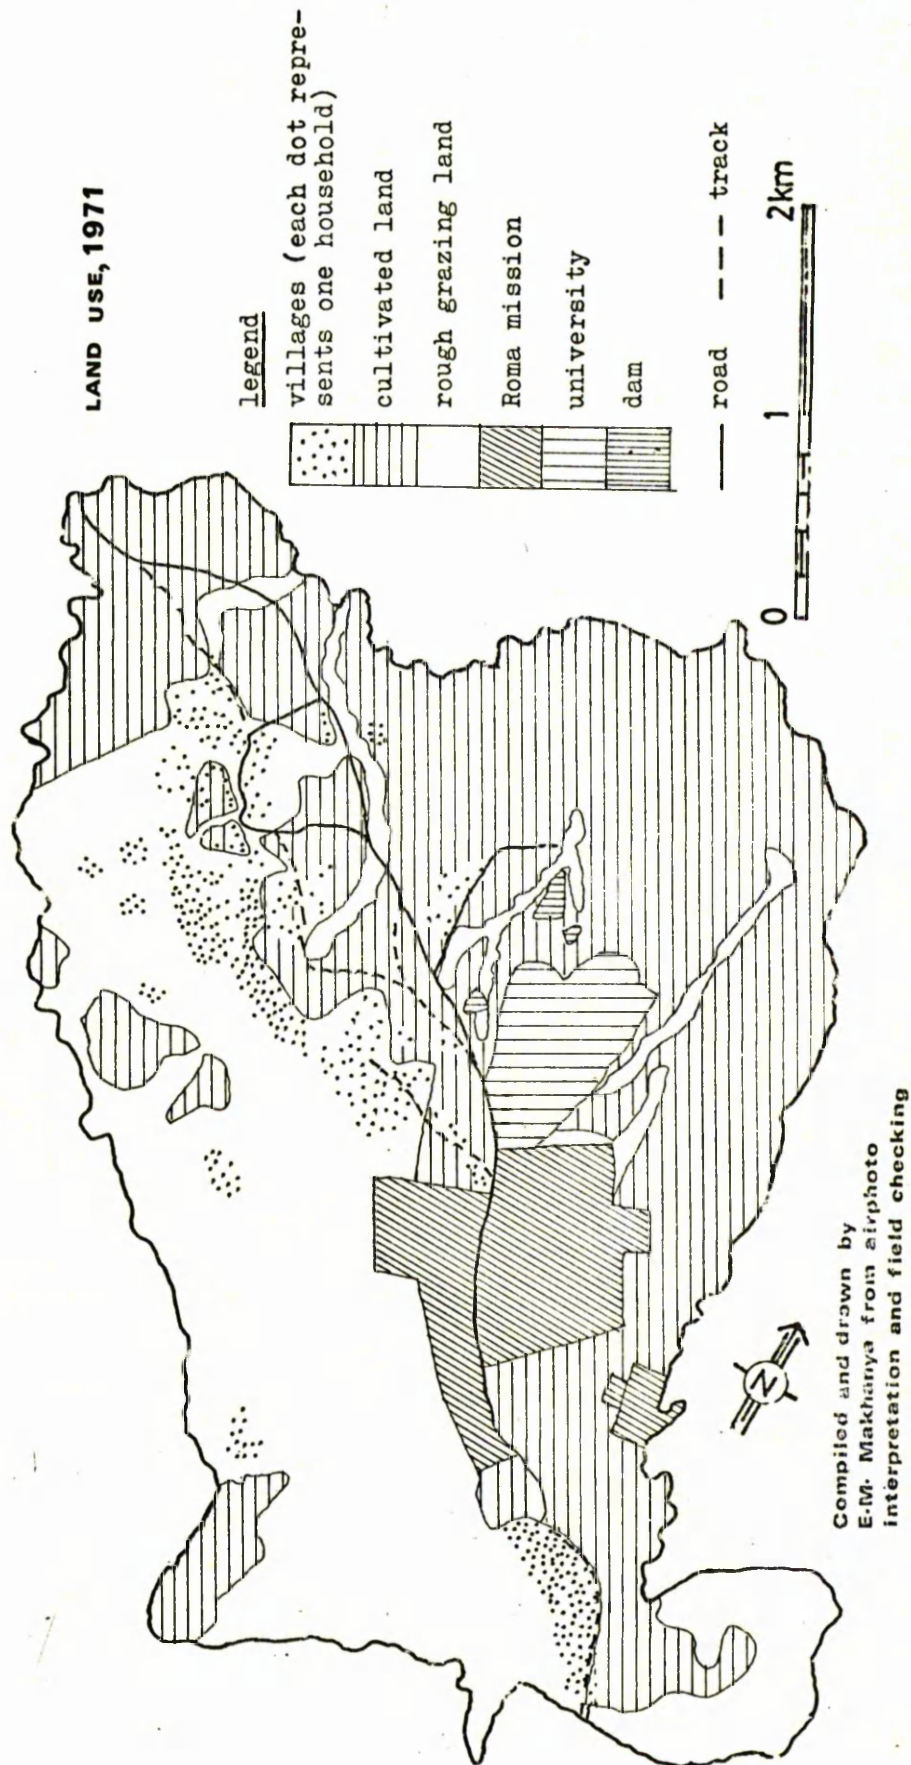 LAND USE, 1971
legend
villages (each dot repre-
sents one household)
cultivated land
rough grazing land
Roma mission
university
dam
road
track
0 1 2km
N
Compiled and drawn by
E.M. Makhanya from airphoto
interpretation and field checking